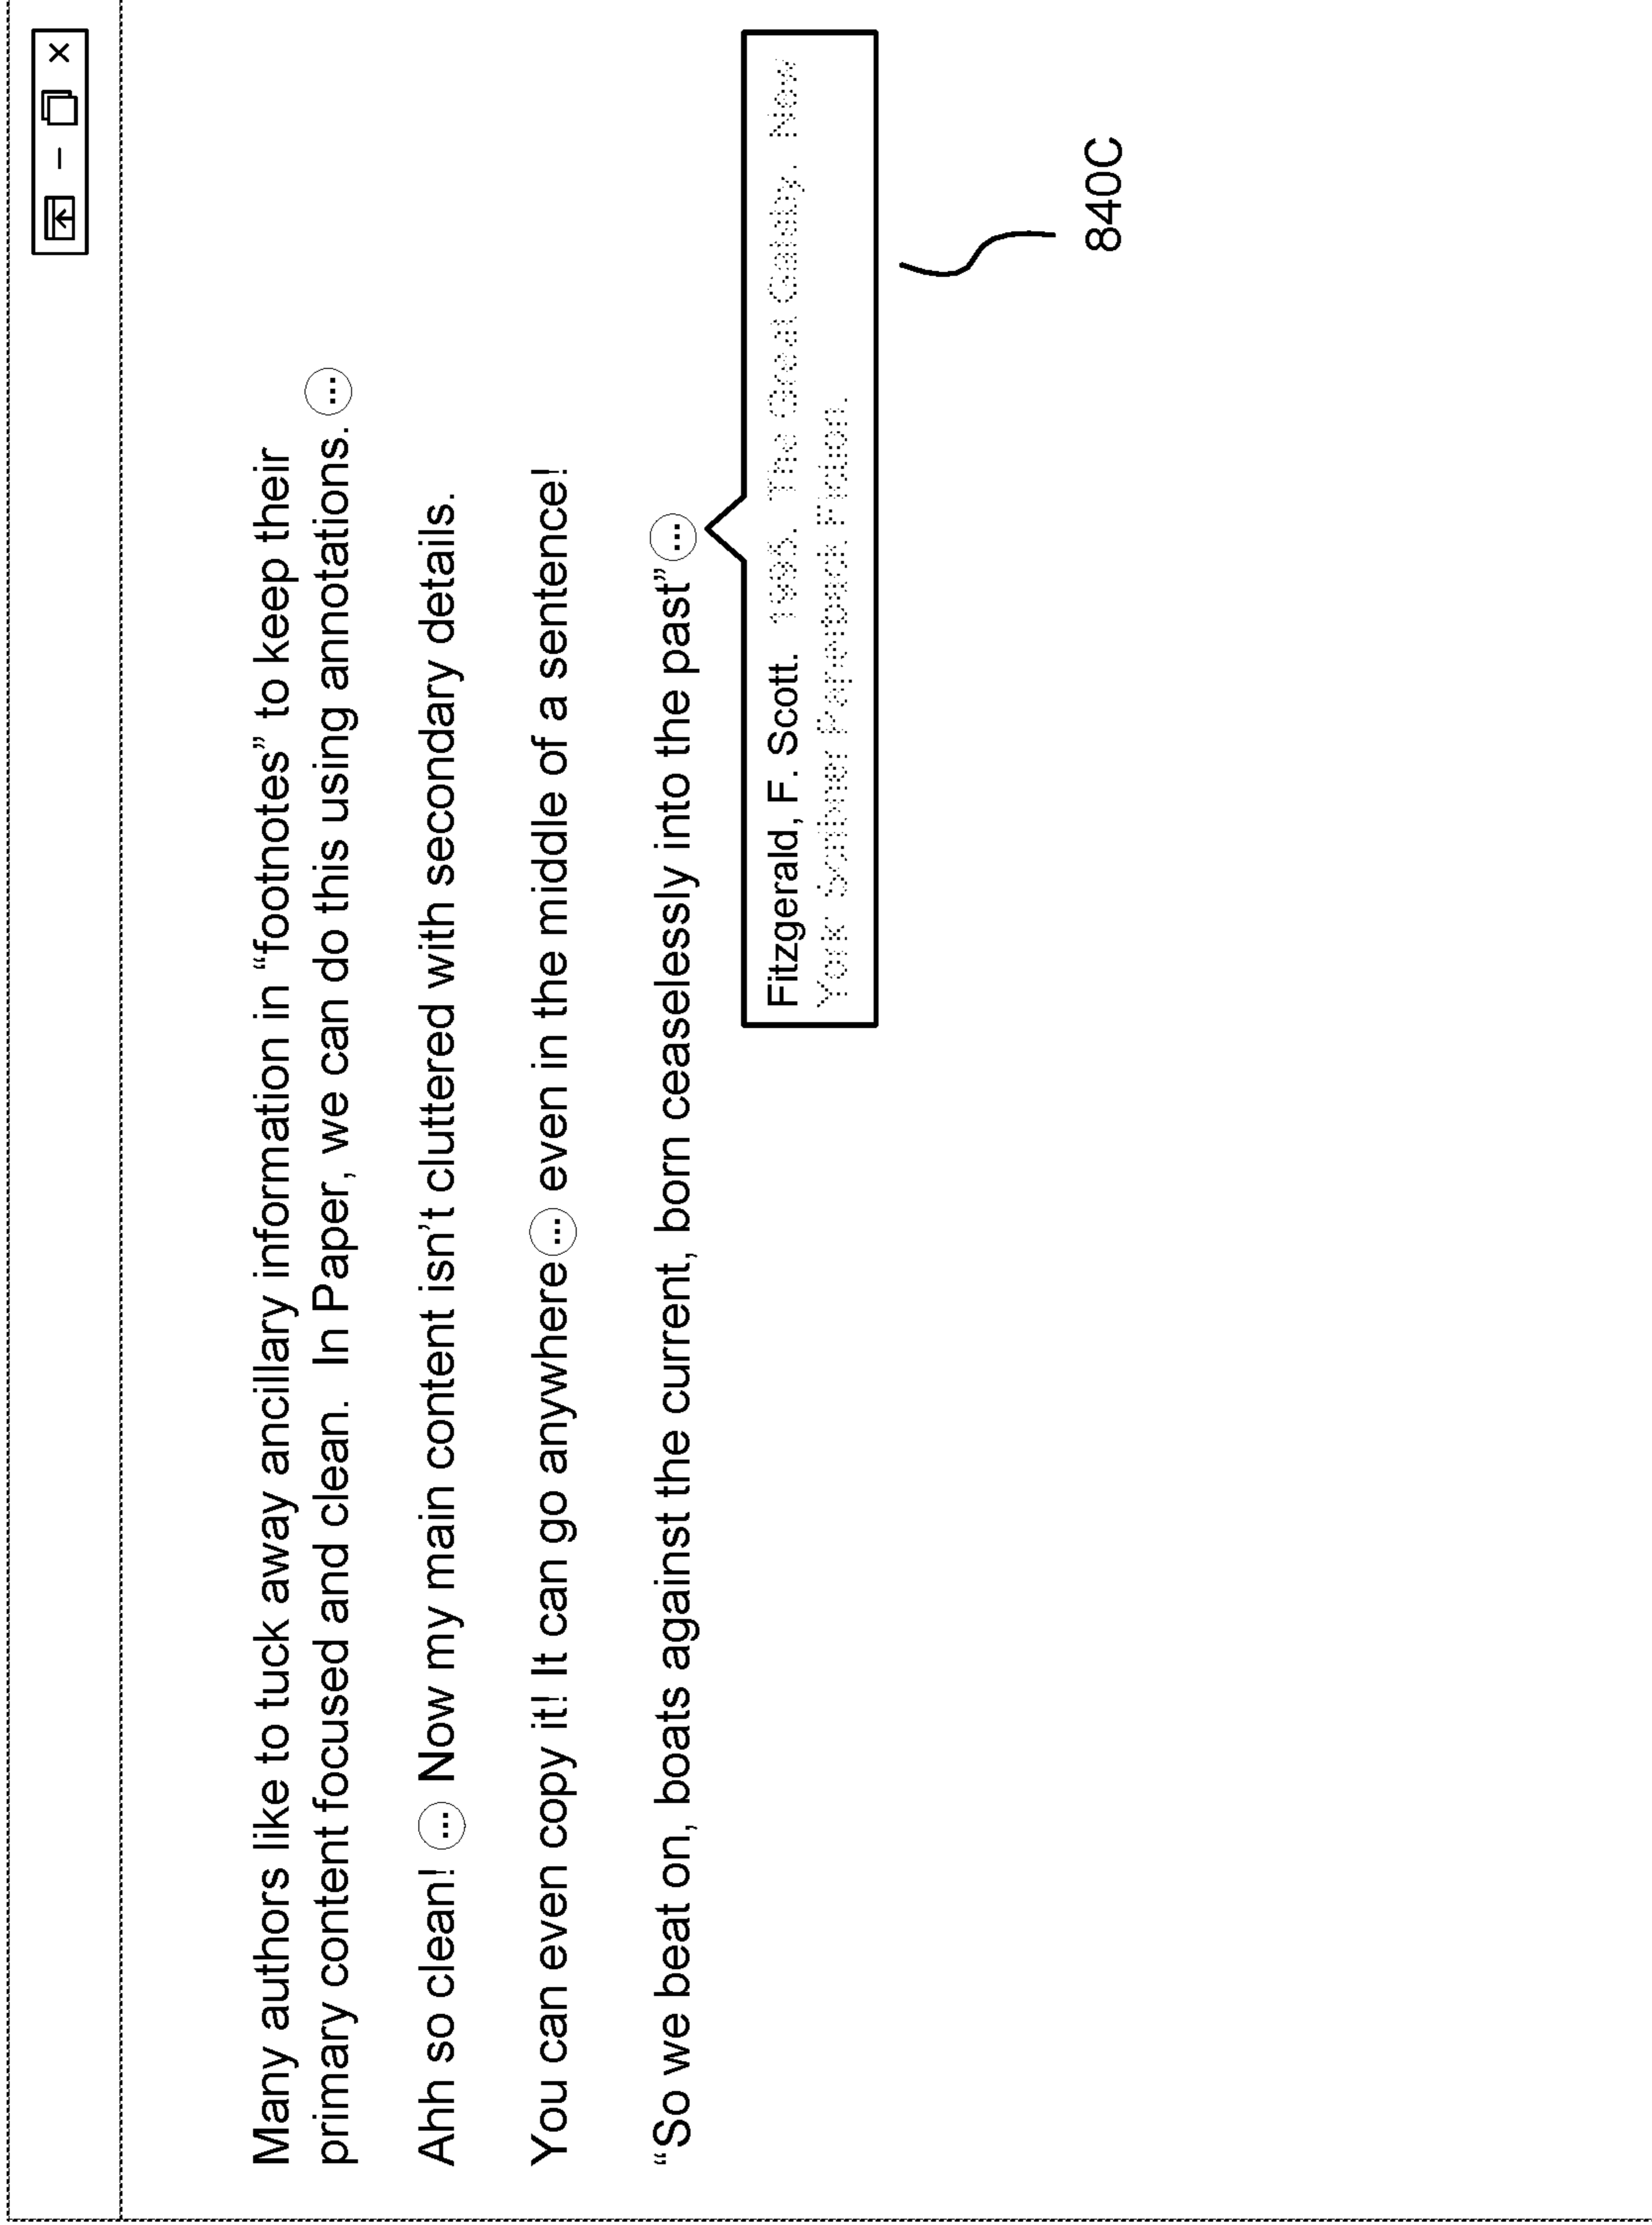 Many authors like to tuck away ancillary information in “footnotes” to keep their
primary content focused and clean. In Paper, we can do this using annotations. ...
Ahh so clean! ... Now my main content isn’t cluttered with secondary details.
You can even copy it! It can go anywhere ... even in the middle of a sentence!
“So we beat on, boats against the current, born ceaselessly into the past” ...
Fitzgerald, F. Scott. The Great Gatsby. New
York: Scribner Paperback Fiction.
840C